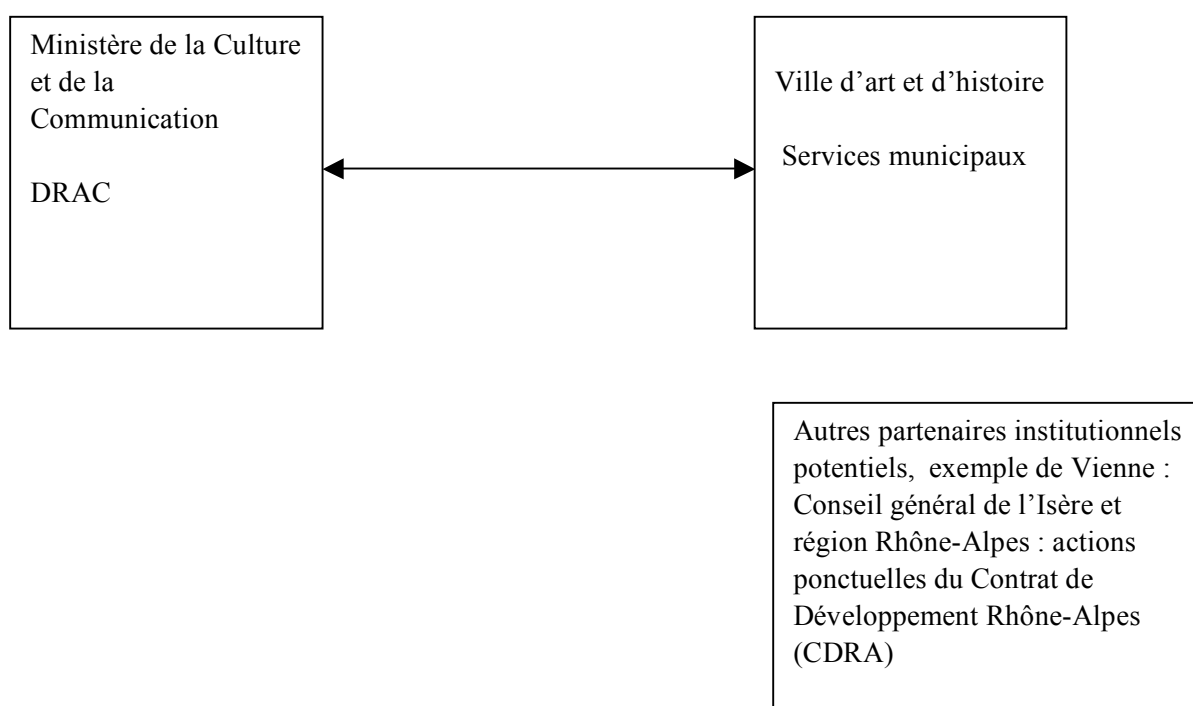 Ministère de la Culture
et de la
Communication
DRAC
Ville d’art et d’histoire
Services municipaux
Autres partenaires institutionnels
potentiels, exemple de Vienne :
Conseil général de l’Isère et
région Rhône-Alpes : actions
ponctuelles du Contrat de
Développement Rhône-Alpes
(CDRA)